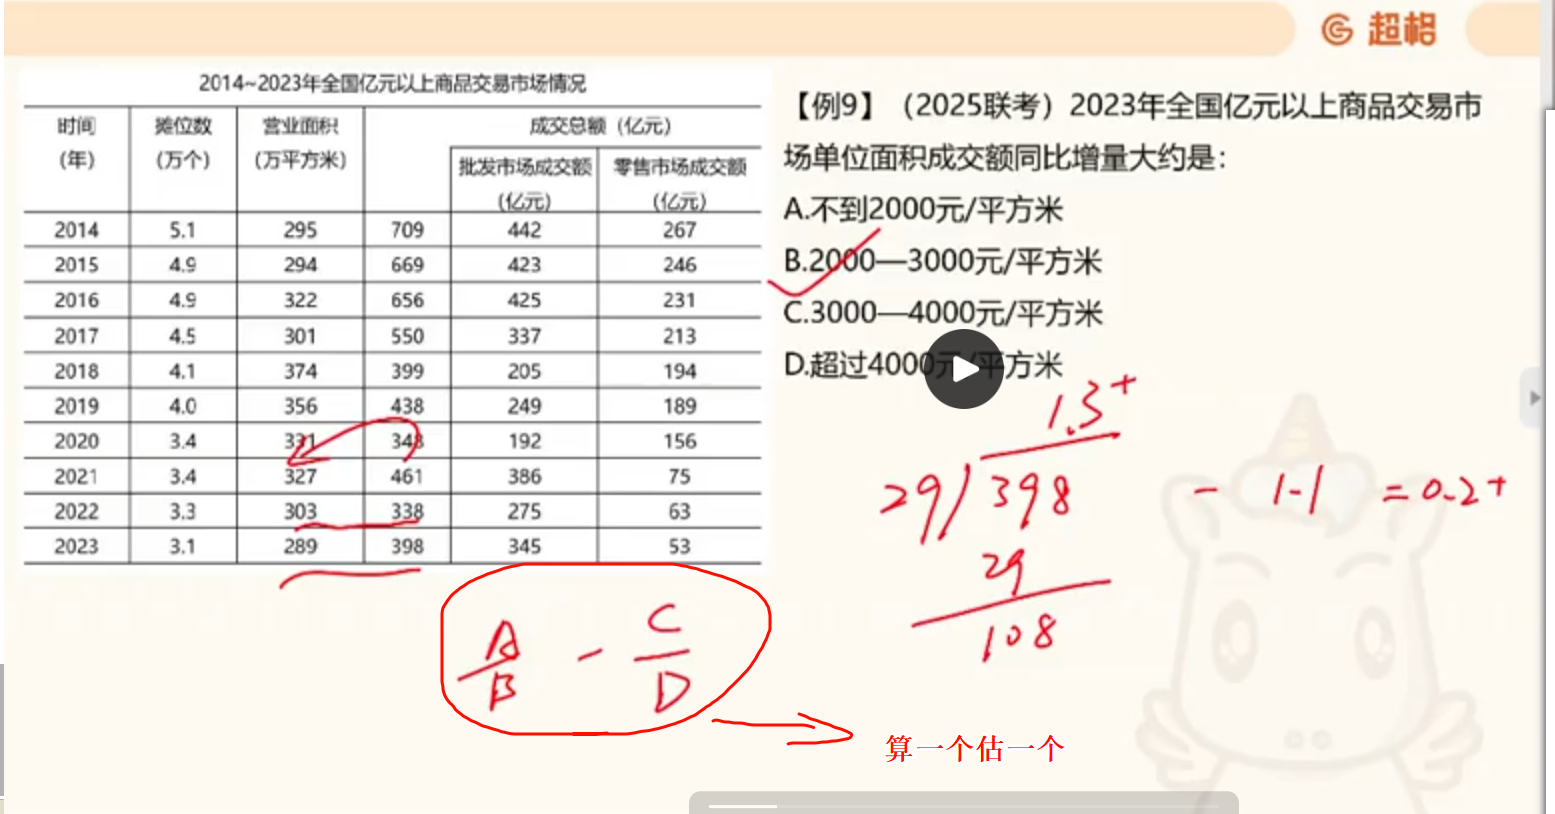 超格
2014~2023年全国亿元以上商品交易市场情况
时间
(年)
摊位数
(万个)
营业面积
(万平方米)
成交总额（亿元）
批发市场成交额
(亿元)
零售市场成交额
(亿元)
2014 5.1 295 709 442 267
2015 4.9 294 669 423 246
2016 4.9 322 656 425 231
2017 4.5 301 550 337 213
2018 4.1 374 399 205 194
2019 4.0 356 438 249 189
2020 3.4 331 348 192 156
2021 3.4 327 461 386 75
2022 3.3 303 338 275 63
2023 3.1 289 398 345 53
【例9】（2025联考）2023年全国亿元以上商品交易市
场单位面积成交额同比增量大约是：
A.不到2000元/平方米
B.2000—3000元/平方米
C.3000—4000元/平方米
D.超过4000元/平方米
1.3+
29 398 - 1.1 = 0.2+
29
108
A/B - C/D
算一个估一个